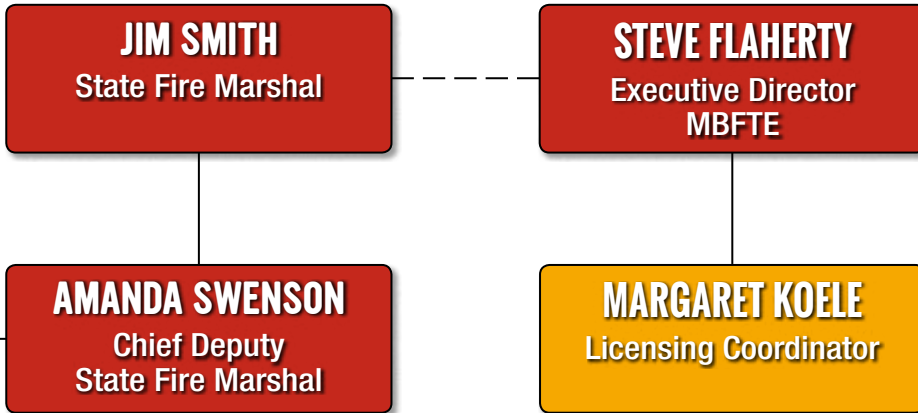 JIM SMITH
State Fire Marshal
STEVE FLAHERTY
Executive Director
MBFTE
AMANDA SWENSON
Chief Deputy
State Fire Marshal
MARGARET KOELE
Licensing Coordinator